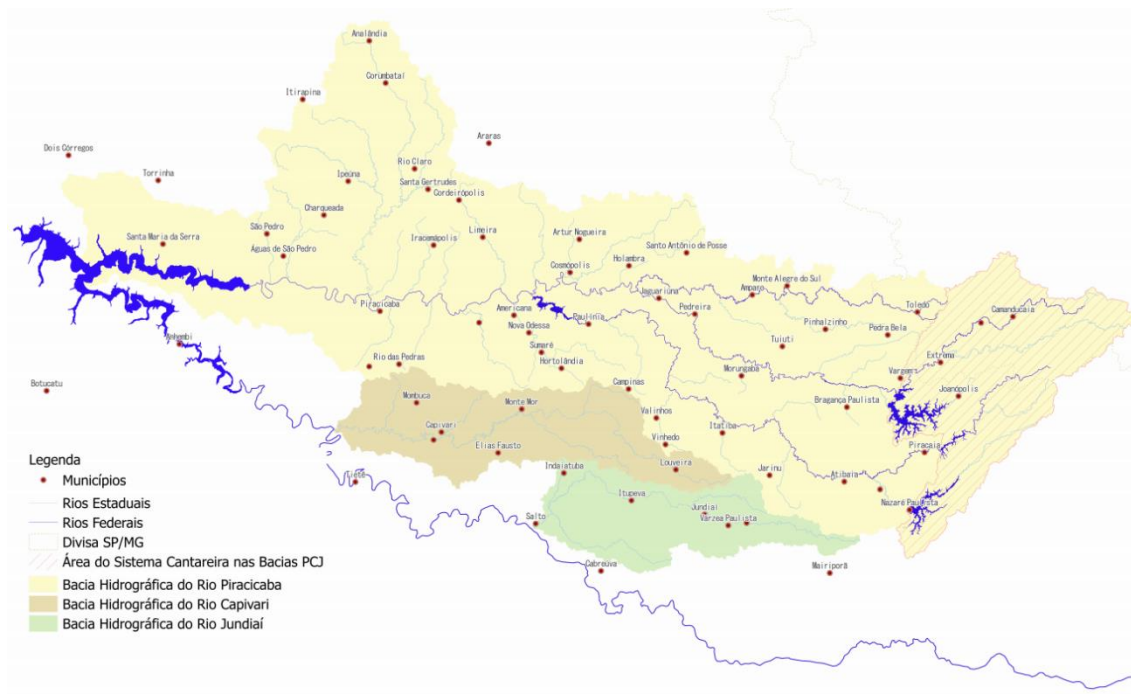 Analândia
Corumbataí
Itirapina
Araras
Dois Córregos
Torrinha
Rio Claro
Ipeúna
Santa Gertrudes
Cordeirópolis
Charqueada
São Pedro
Santa Maria da Serra
Iracemápolis
Limeira
Artur Nogueira
Águas de São Pedro
Santo Antônio de Posse
Holambra
Cosmópolis
Monte Alegre do Sul
Amparo
Jaguariúna
Piracicaba
Americana
Pedreira
Toledo
Camanducaia
Paulínia
Nova Odessa
Pinhalzinho
Pedra Bela
Anhembi
Sumaré
Tuiuti
Rio das Pedras
Hortolândia
Extrema
Morungaba
Vargem
Botucatu
Campinas
Joanópolis
Mombuca
Monte Mor
Bragança Paulista
Valinhos
Capivari
Itatiba
Vinhedo
Elias Fausto
Piracaia
Louveira
Indaiatuba
Jarinu
Atibaia
Tietê
Itupeva
Nazaré Paulista
Jundiaí
Salto
Várzea Paulista
Cabreúva
Mairiporã
Legenda
Municípios
Rios Estaduais
Rios Federais
Divisa SP/MG
Área do Sistema Cantareira nas Bacias PCJ
Bacia Hidrográfica do Rio Piracicaba
Bacia Hidrográfica do Rio Capivari
Bacia Hidrográfica do Rio Jundiaí